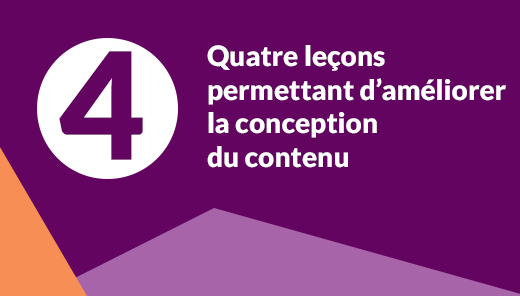 4
Quatre leçons
permettant d’améliorer
la conception
du contenu